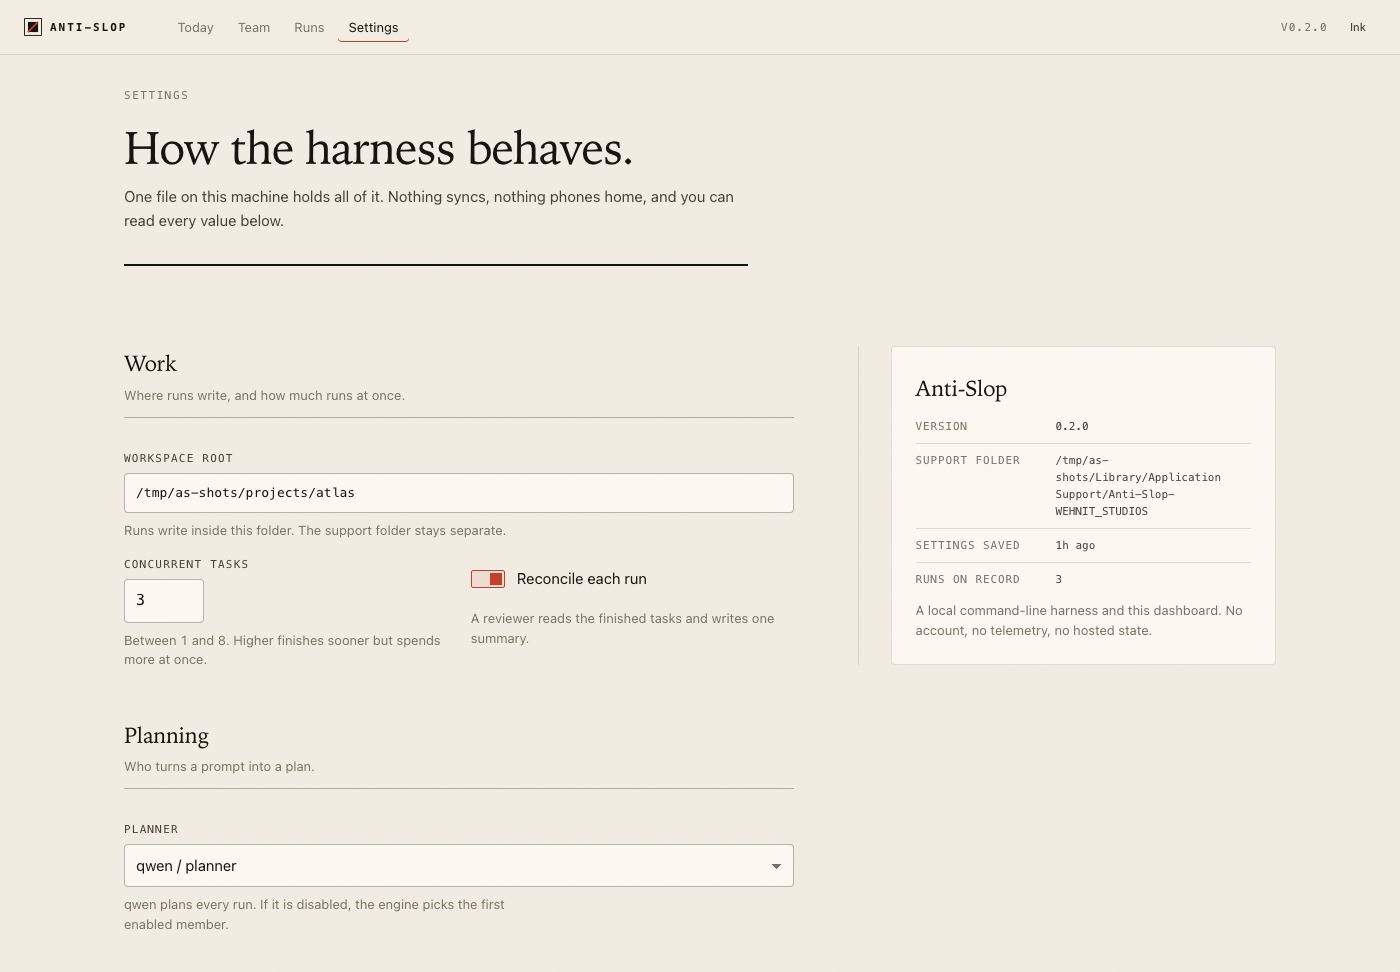 ANTI-SLOP
Today
Team
Runs
Settings
V0.2.0
Ink
SETTINGS
How the harness behaves.
One file on this machine holds all of it. Nothing syncs, nothing phones home, and you can
read every value below.
Work
Where runs write, and how much runs at once.
WORKSPACE ROOT
/tmp/as-shots/projects/atlas
Runs write inside this folder. The support folder stays separate.
CONCURRENT TASKS
3
Between 1 and 8. Higher finishes sooner but spends
more at once.
Reconcile each run
A reviewer reads the finished tasks and writes one
summary.
Planning
Who turns a prompt into a plan.
PLANNER
qwen / planner
qwen plans every run. If it is disabled, the engine picks the first
enabled member.
Anti-Slop
VERSION
0.2.0
SUPPORT FOLDER
/tmp/as-
shots/Library/Application
Support/Anti-Slop-
WEHNIT_STUDIOS
SETTINGS SAVED
1h ago
RUNS ON RECORD
3
A local command-line harness and this dashboard. No
account, no telemetry, no hosted state.